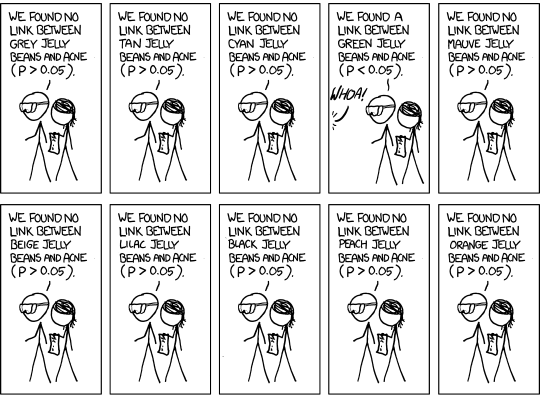 WE FOUND NO
LINK BETWEEN
GREY JELLY
BEANS AND ACNE
(P > 0.05).
WE FOUND NO
LINK BETWEEN
TAN JELLY
BEANS AND ACNE
(P > 0.05).
WE FOUND NO
LINK BETWEEN
CYAN JELLY
BEANS AND ACNE
(P > 0.05).
WE FOUND A
LINK BETWEEN
GREEN JELLY
BEANS AND ACNE
(P < 0.05).
WHOA!
WE FOUND NO
LINK BETWEEN
MAUVE JELLY
BEANS AND ACNE
(P > 0.05).
WE FOUND NO
LINK BETWEEN
BEIGE JELLY
BEANS AND ACNE
(P > 0.05).
WE FOUND NO
LINK BETWEEN
LILAC JELLY
BEANS AND ACNE
(P > 0.05).
WE FOUND NO
LINK BETWEEN
BLACK JELLY
BEANS AND ACNE
(P > 0.05).
WE FOUND NO
LINK BETWEEN
PEACH JELLY
BEANS AND ACNE
(P > 0.05).
WE FOUND NO
LINK BETWEEN
ORANGE JELLY
BEANS AND ACNE
(P > 0.05).